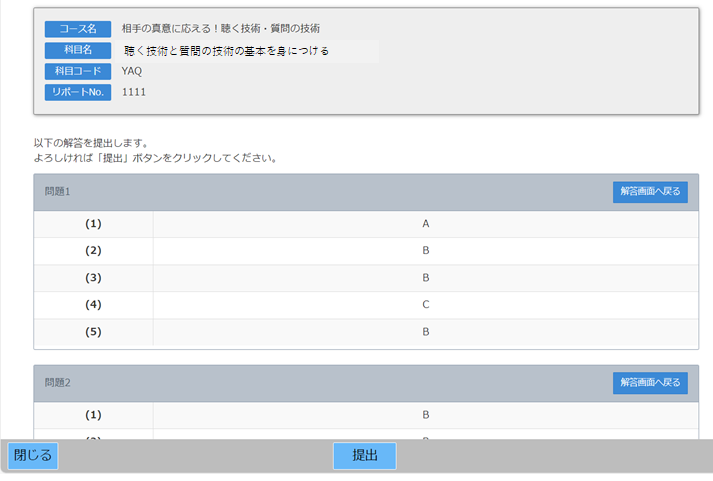 コース名 相手の真意に応える!聴く技術・質問の技術
科目名 聴く技術と質問の技術の基本を身につける
科目コード YAQ
リポートNo. 1111
以下の解答を提出します。
よろしければ「提出」ボタンをクリックしてください。
問題1 解答画面へ戻る
(1) A
(2) B
(3) B
(4) C
(5) B
問題2 解答画面へ戻る
(1) B
閉じる 提出